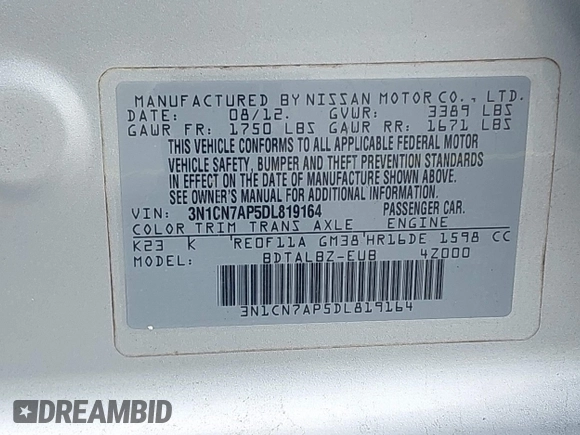 MANUFACTURED BY NISSAN MOTOR CO., LTD.
DATE: 08/12. GVWR: 3389 LBS
GAWR FR: 1750 LBS GAWR RR: 1671 LBS
THIS VEHICLE CONFORMS TO ALL APPLICABLE FEDERAL MOTOR
VEHICLE SAFETY, BUMPER AND THEFT PREVENTION STANDARDS
IN EFFECT ON THE DATE OF MANUFACTURE SHOWN ABOVE.
SEE OWNER'S MANUAL FOR ADDITIONAL INFORMATION.
VIN: 3N1CN7AP5DL819164 PASSENGER CAR.
COLOR TRIM TRANS AXLE ENGINE
K23 K 'RE0F11A GM38'HR16DE 1598 CC
MODEL: BDTALBZ-EUB 4Z000
3N1CN7AP5DL819164
DREAMBID